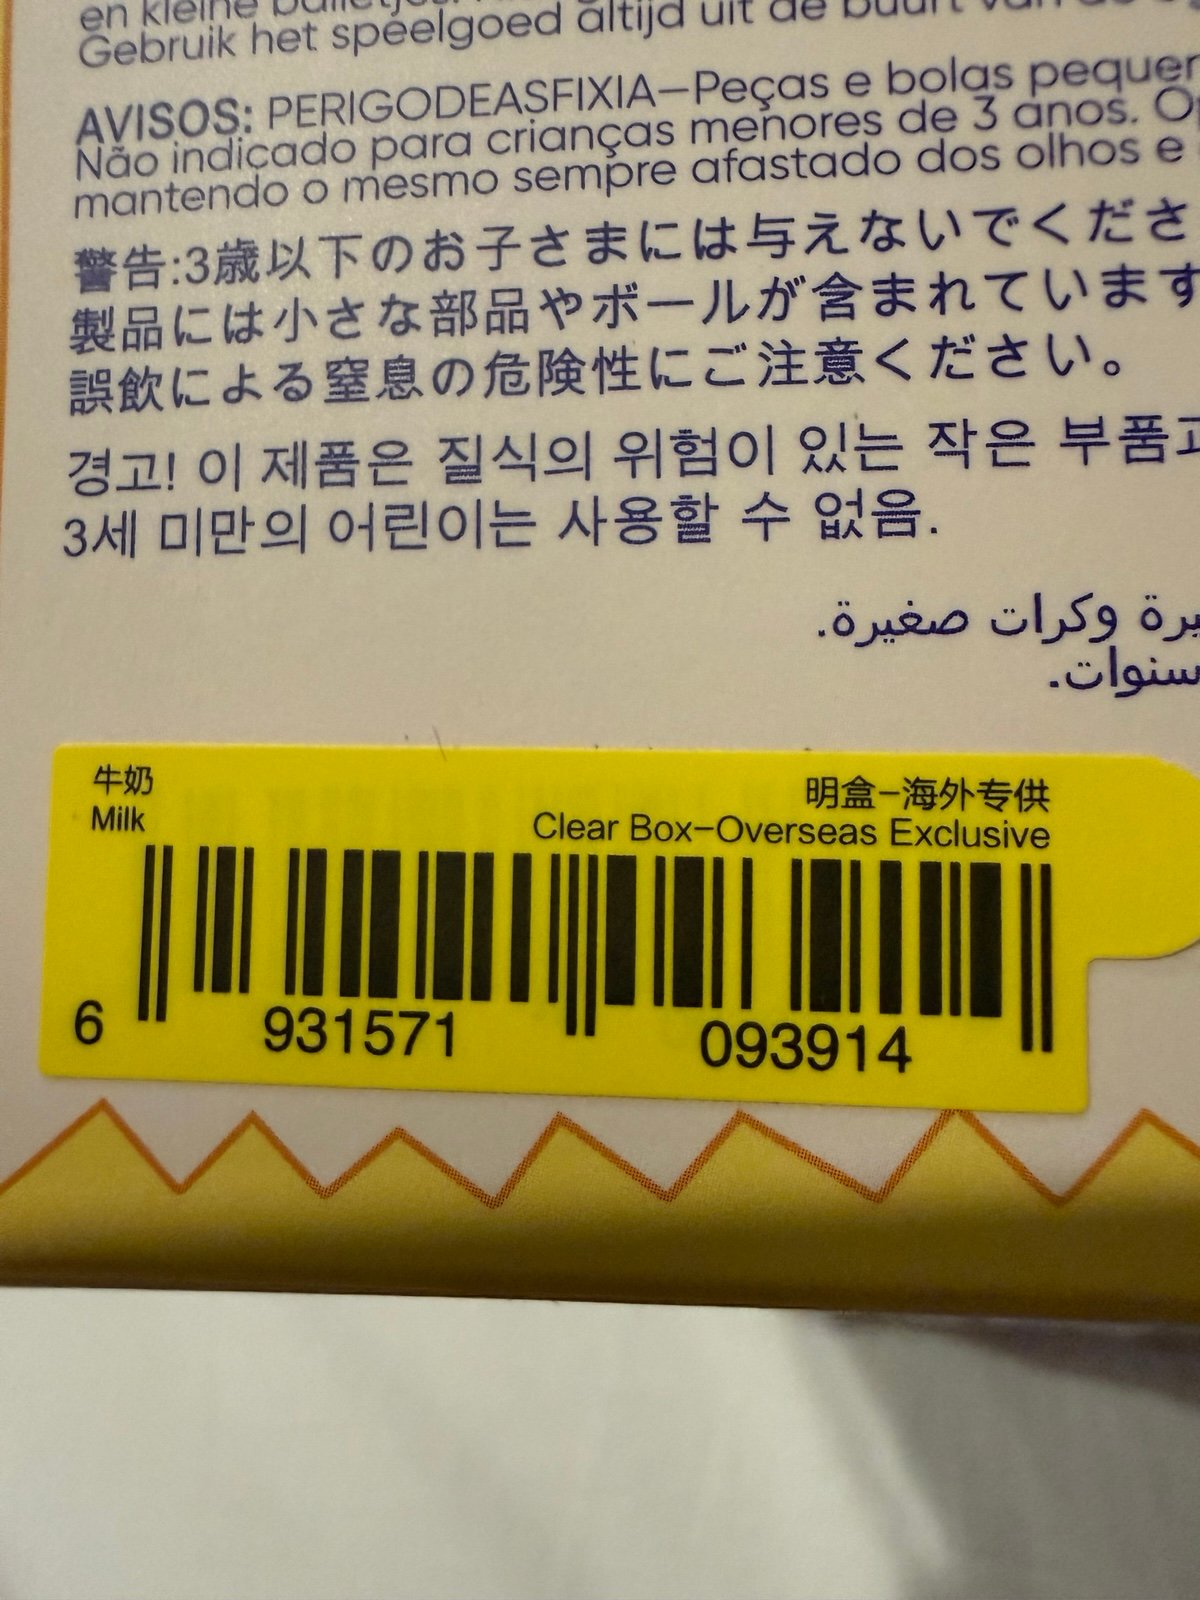 en kleine balletjes.
Gebruik het speelgoed altijd uit de buurt van de
AVISOS: PERIGODEASFIXIA—Peças e bolas pequen
Não indicado para crianças menores de 3 anos.
mantendo o mesmo sempre afastado dos olhos e
警告:3歳以下のお子さまには与えないでくださ
製品には小さな部品やボールが含まれています
誤飲による窒息の危険性にご注意ください。
경고! 이 제품은 질식의 위험이 있는 작은 부품과
3세 미만의 어린이는 사용할 수 없음.
وكرات صغيرة.
سنوات.
牛奶
Milk
明盒-海外专供
Clear Box-Overseas Exclusive
6 931571 093914